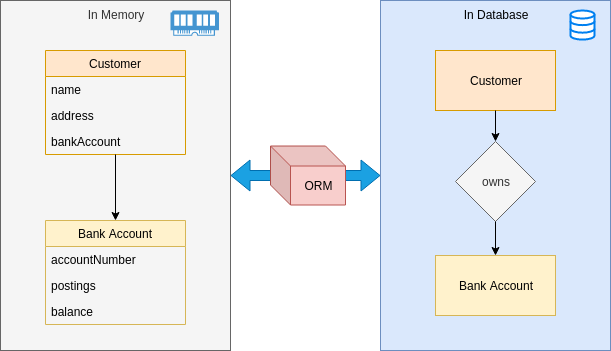 In Memory
Customer
name
address
bankAccount
Bank Account
accountNumber
postings
balance
ORM
In Database
Customer
owns
Bank Account